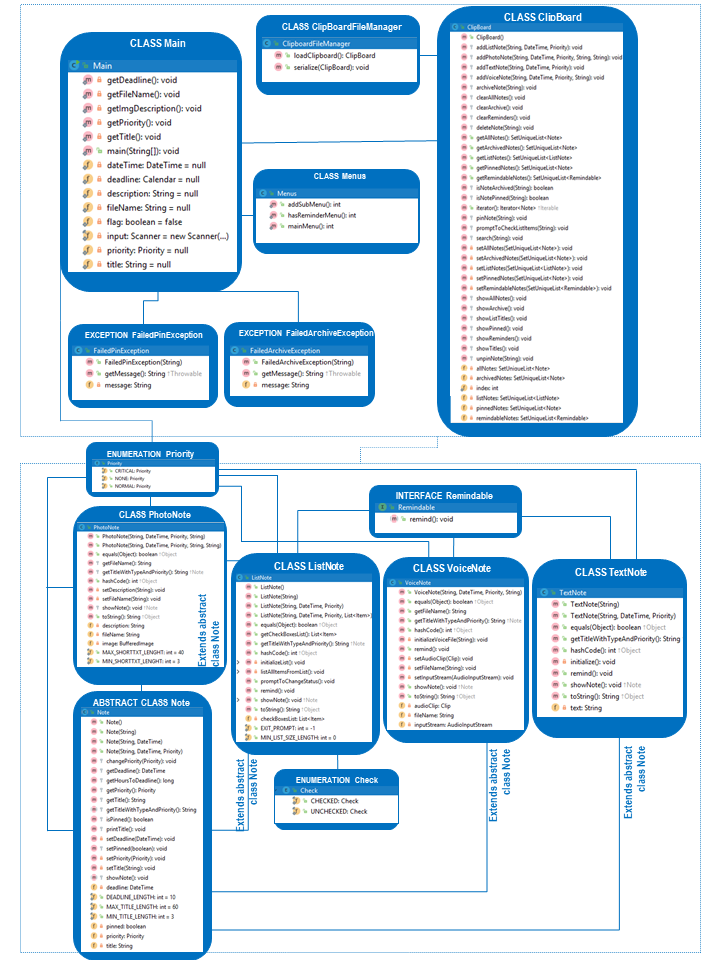 CLASS Main
Main
getDeadline(): void
getFileName(): void
getImgDescription(): void
getPriority(): void
getTitle(): void
main(String[]): void
dateTime: DateTime = null
deadline: Calendar = null
description: String = null
fileName: String = null
flag: boolean = false
input: Scanner = new Scanner(...)
priority: Priority = null
title: String = null
CLASS ClipBoardFileManager
ClipboardFileManager
loadClipboard(): ClipBoard
serialize(ClipBoard): void
CLASS Menus
Menus
addSubMenu(): int
hasReminderMenu(): int
mainMenu(): int
CLASS ClipBoard
ClipBoard
ClipBoard()
addListNote(String, DateTime, Priority): void
addPhotoNote(String, DateTime, Priority, String, String): void
addTextNote(String, DateTime, Priority): void
addVoiceNote(String, DateTime, Priority, String): void
archiveNote(String): void
clearAllNotes(): void
clearArchive(): void
clearReminders(): void
deleteNote(String): void
getAllNotes(): SetUniqueList<Note>
getArchivedNotes(): SetUniqueList<Note>
getListNotes(): SetUniqueList<ListNote>
getPinnedNotes(): SetUniqueList<Note>
getRemindableNotes(): SetUniqueList<Remindable>
isNoteArchived(String): boolean
isNotePinned(String): boolean
iterator(): Iterator<Note> ↑Iterable
pinNote(String): void
promptToCheckListItems(String): void
search(String): void
setAllNotes(SetUniqueList<Note>): void
setArchivedNotes(SetUniqueList<Note>): void
setListNotes(SetUniqueList<ListNote>): void
setPinnedNotes(SetUniqueList<Note>): void
setRemindableNotes(SetUniqueList<Remindable>): void
showAllNotes(): void
showArchive(): void
showListTitles(): void
showPinned(): void
showReminders(): void
showTitles(): void
unpinNote(String): void
allNotes: SetUniqueList<Note>
archivedNotes: SetUniqueList<Note>
index: int
listNotes: SetUniqueList<ListNote>
pinnedNotes: SetUniqueList<Note>
remindableNotes: SetUniqueList<Remindable>
EXCEPTION FailedPinException
FailedPinException
FailedPinException(String)
getMessage(): String ↑Throwable
message: String
EXCEPTION FailedArchiveException
FailedArchiveException
FailedArchiveException(String)
getMessage(): String ↑Throwable
message: String
ENUMERATION Priority
Priority
CRITICAL: Priority
NONE: Priority
NORMAL: Priority
INTERFACE Remindable
Remindable
remind(): void
CLASS PhotoNote
PhotoNote
PhotoNote(String, DateTime, Priority, String)
PhotoNote(String, DateTime, Priority, String, String)
equals(Object): boolean ↑Object
getFileName(): String
getTitleWithTypeAndPriority(): String ↑Note
hashCode(): int ↑Object
setDescription(String): void
setFileName(String): void
showNote(): void ↑Note
toString(): String ↑Object
description: String
fileName: String
image: BufferedImage
MAX_SHORTTXT_LENGHT: int = 40
MIN_SHORTTXT_LENGHT: int = 3
Extends abstract
class Note
CLASS ListNote
ListNote
ListNote()
ListNote(String)
ListNote(String, DateTime, Priority)
ListNote(String, DateTime, Priority, List<Item>)
equals(Object): boolean ↑Object
getCheckBoxesList(): List<Item>
getTitleWithTypeAndPriority(): String ↑Note
hashCode(): int ↑Object
initializeList(): void
listAllItemsFromList(): void
promptToChangeStatus(): void
remind(): void
showNote(): void ↑Note
toString(): String ↑Object
checkBoxesList: List<Item>
EXIT_PROMPT: int = -1
MIN_LIST_SIZE_LENGTH: int = 0
CLASS VoiceNote
VoiceNote
VoiceNote(String, DateTime, Priority, String)
equals(Object): boolean ↑Object
getFileName(): String
getTitleWithTypeAndPriority(): String ↑Note
hashCode(): int ↑Object
initializeVoiceFile(String): void
remind(): void
setAudioClip(Clip): void
setFileName(String): void
setInputStream(AudioInputStream): void
showNote(): void ↑Note
toString(): String ↑Object
audioClip: Clip
fileName: String
inputStream: AudioInputStream
CLASS TextNote
TextNote
TextNote(String)
TextNote(String, DateTime, Priority)
equals(Object): boolean ↑Object
getTitleWithTypeAndPriority(): String
hashCode(): int ↑Object
initialize(): void
remind(): void
showNote(): void ↑Note
toString(): String ↑Object
text: String
ABSTRACT CLASS Note
Note
Note()
Note(String)
Note(String, DateTime)
Note(String, DateTime, Priority)
changePriority(Priority): void
getDeadline(): DateTime
getHoursToDeadline(): long
getPriority(): Priority
getTitle(): String
getTitleWithTypeAndPriority(): String
isPinned(): boolean
printTitle(): void
setDeadline(DateTime): void
setPinned(boolean): void
setPriority(Priority): void
setTitle(String): void
showNote(): void
deadline: DateTime
DEADLINE_LENGTH: int = 10
MAX_TITLE_LENGTH: int = 60
MIN_TITLE_LENGTH: int = 3
pinned: boolean
priority: Priority
title: String
Extends abstract
class Note
ENUMERATION Check
Check
CHECKED: Check
UNCHECKED: Check
Extends abstract
class Note
Extends abstract
class Note